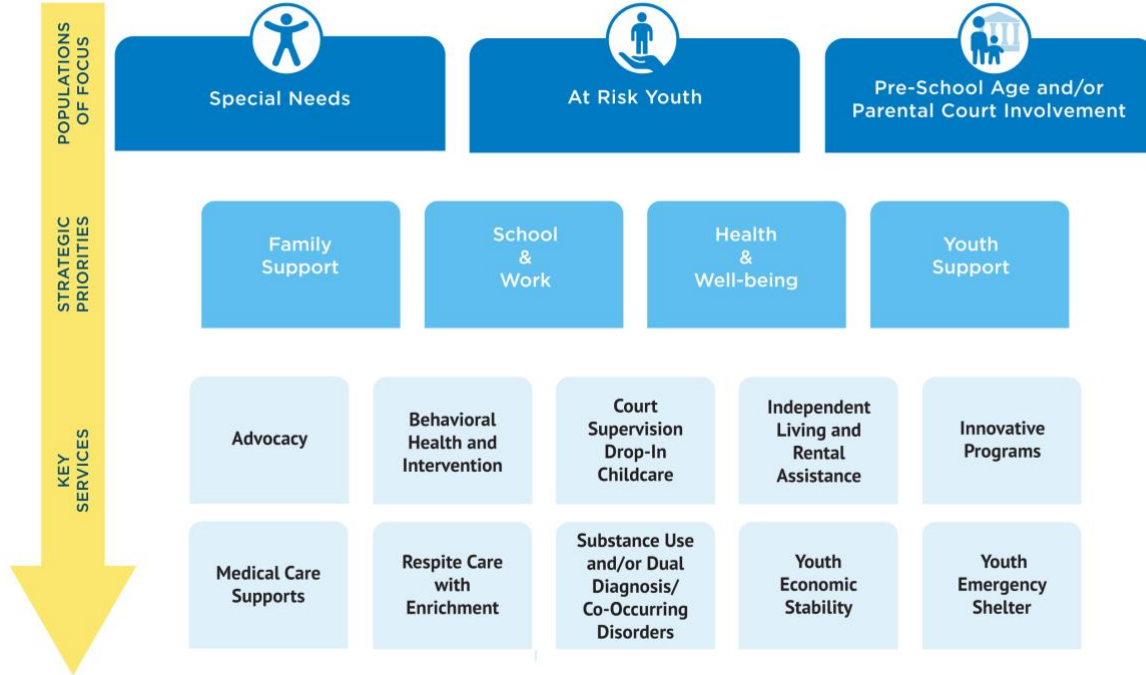 POPULATIONS
OF FOCUS
Special Needs
At Risk Youth
Pre-School Age and/or
Parental Court Involvement
STRATEGIC
PRIORITIES
Family
Support
School
&
Work
Health
&
Well-being
Youth
Support
KEY
SERVICES
Advocacy
Behavioral
Health and
Intervention
Court
Supervision
Drop-In
Childcare
Independent
Living and
Rental
Assistance
Innovative
Programs
Medical Care
Supports
Respite Care
with
Enrichment
Substance Use
and/or Dual
Diagnosis/
Co-Occurring
Disorders
Youth
Economic
Stability
Youth
Emergency
Shelter